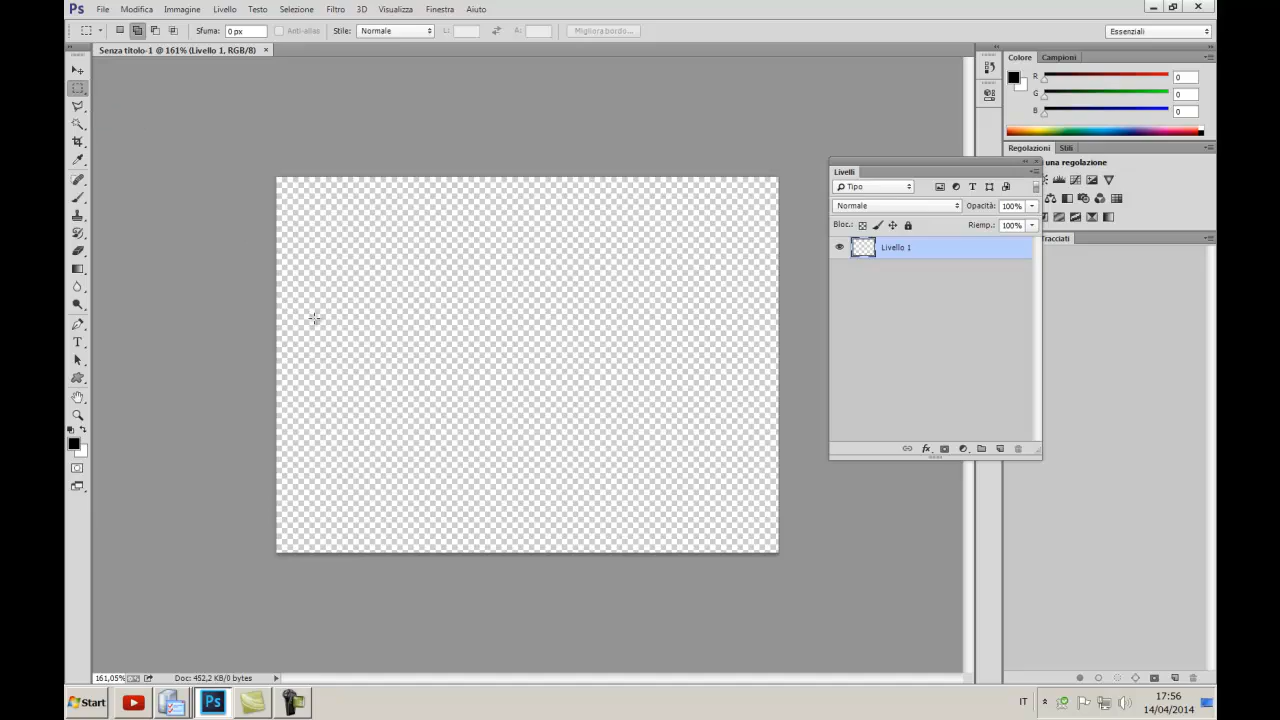 Ps File Modifica Immagine Livello Testo Selezione Filtro 3D Visualizza Finestra Aiuto
Sfuma: 0 px Anti-alias Stile: Normale L: A: Migliora bordo... Essenziali
Senza titolo-1 @ 161% (Livello 1, RGB/8) ×
Colore Campioni
R 0
G 0
B 0
Regolazioni Stili
una regolazione
Livelli
Tipo
Normale Opacità: 100%
Bloc.: Riemp.: 100%
Livello 1
Tracciati
161,05% Doc: 452,2 KB/0 bytes
Start Ps IT 17:56
14/04/2014